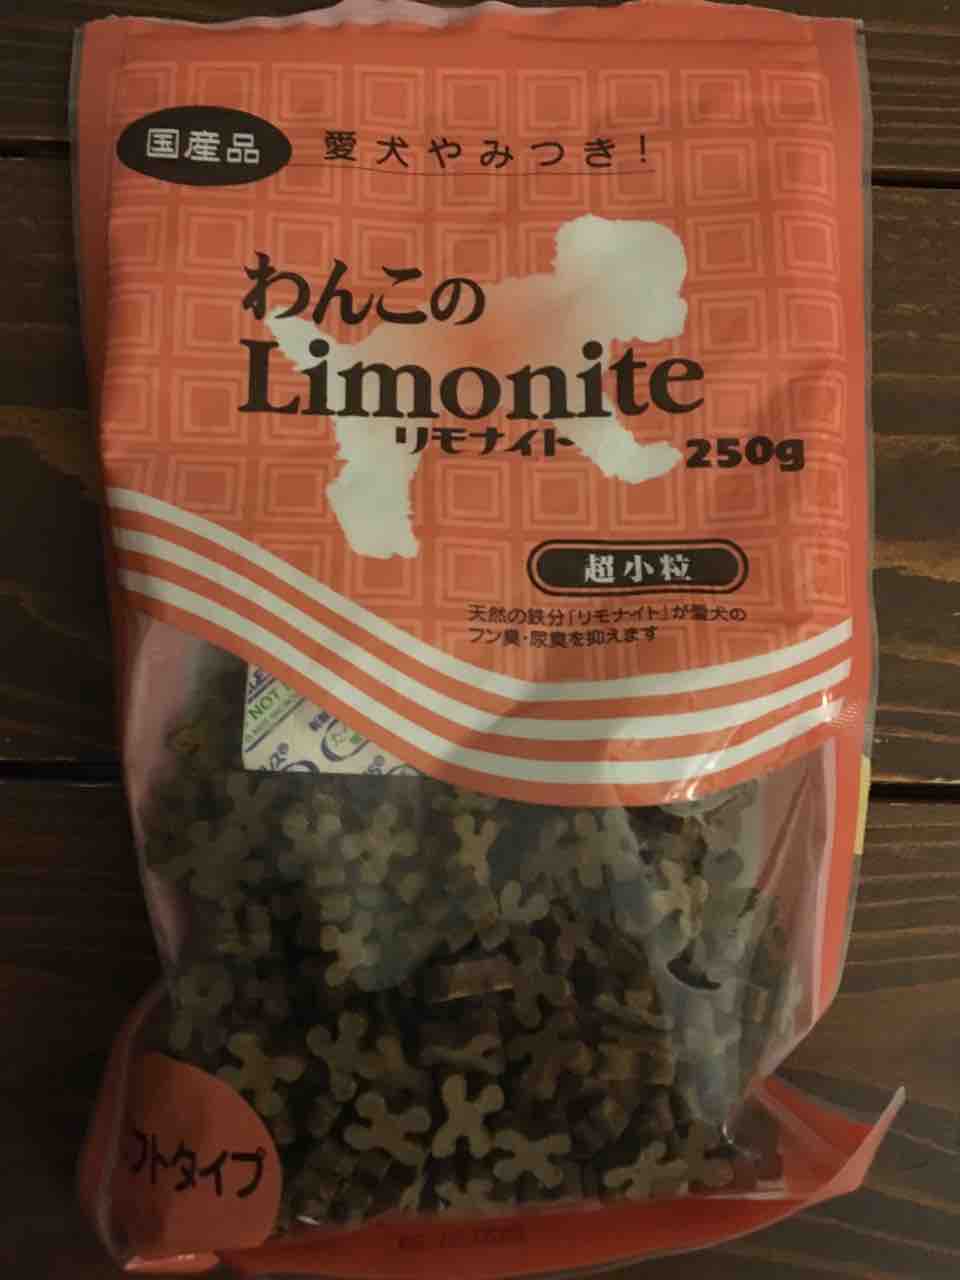 国産品
愛犬やみつき！
わんこの
Limonite
リモナイト
250g
超小粒
天然の鉄分「リモナイト」が愛犬の
フン臭・尿臭を抑えます
NOT
フトタイプ